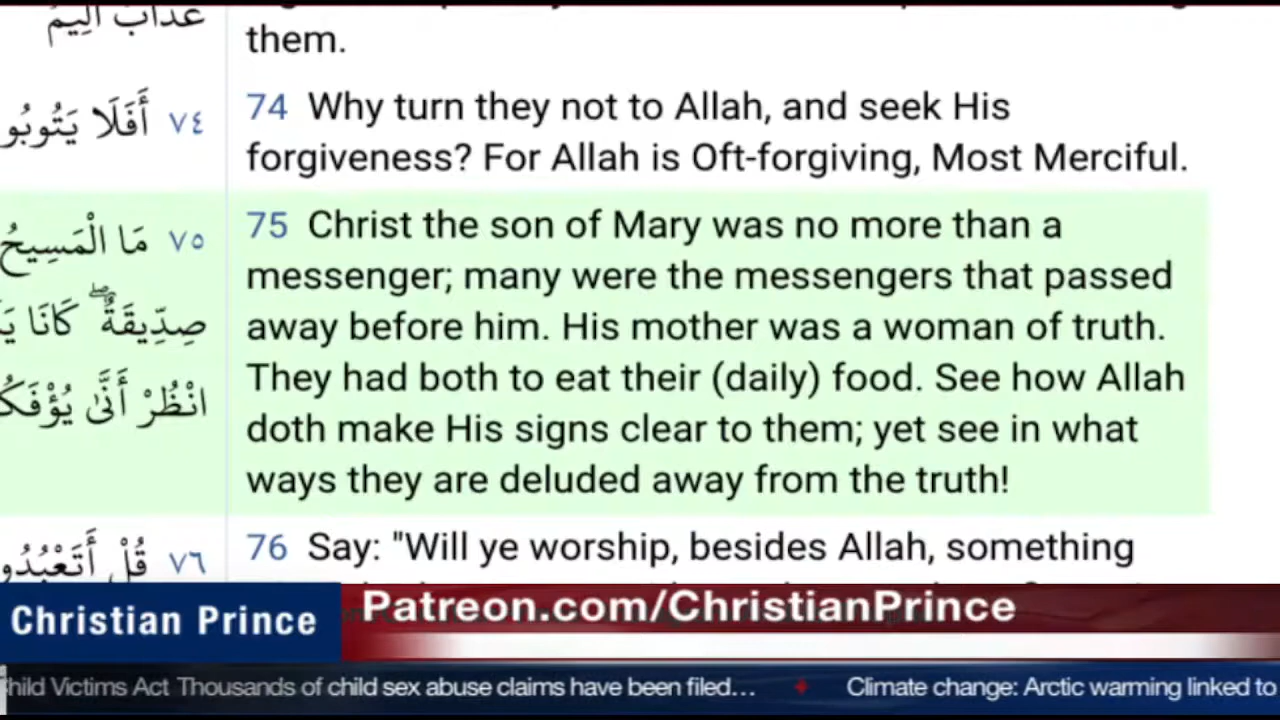 عَذَابٌ أَلِيمٌ
them.
٧٤ أَفَلَا يَتُوبُو
74 Why turn they not to Allah, and seek His
forgiveness? For Allah is Oft-forgiving, Most Merciful.
٧٥ مَا الْمَسِيحُ
صِدِّيقَةٌ ۖ كَانَا يَ
انْظُرْ أَنَّىٰ يُؤْفَكُ
75 Christ the son of Mary was no more than a
messenger; many were the messengers that passed
away before him. His mother was a woman of truth.
They had both to eat their (daily) food. See how Allah
doth make His signs clear to them; yet see in what
ways they are deluded away from the truth!
٧٦ قُلْ أَتَعْبُدُو
76 Say: "Will ye worship, besides Allah, something
Christian Prince
Patreon.com/ChristianPrince
hild Victims Act Thousands of child sex abuse claims have been filed... Climate change: Arctic warming linked to